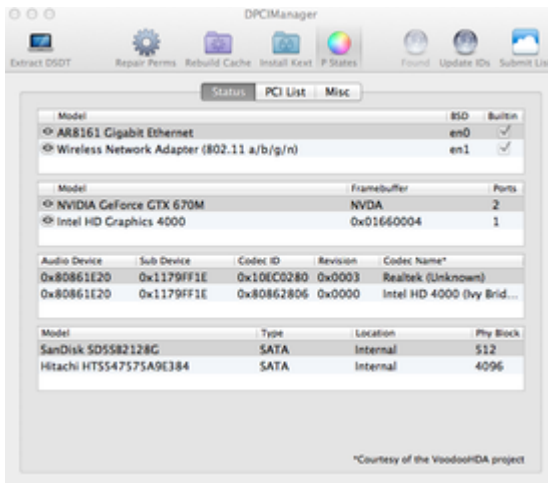 DPCIManager
Extract DSDT Repair Perms Rebuild Cache Install Kext P States Found Update IDs Submit Lis
Status PCI List Misc
Model BSD Builtin
AR8161 Gigabit Ethernet en0
Wireless Network Adapter (802.11 a/b/g/n) en1
Model Framebuffer Ports
NVIDIA GeForce GTX 670M NVDA 2
Intel HD Graphics 4000 0x01660004 1
Audio Device Sub Device Codec ID Revision Codec Name*
0x80861E20 0x1179FF1E 0x10EC0280 0x0003 Realtek (Unknown)
0x80861E20 0x1179FF1E 0x80862806 0x0000 Intel HD 4000 (Ivy Brid...
Model Type Location Phy Block
SanDisk SD5SB2128G SATA Internal 512
Hitachi HTS547575A9E384 SATA Internal 4096
*Courtesy of the VoodooHDA project